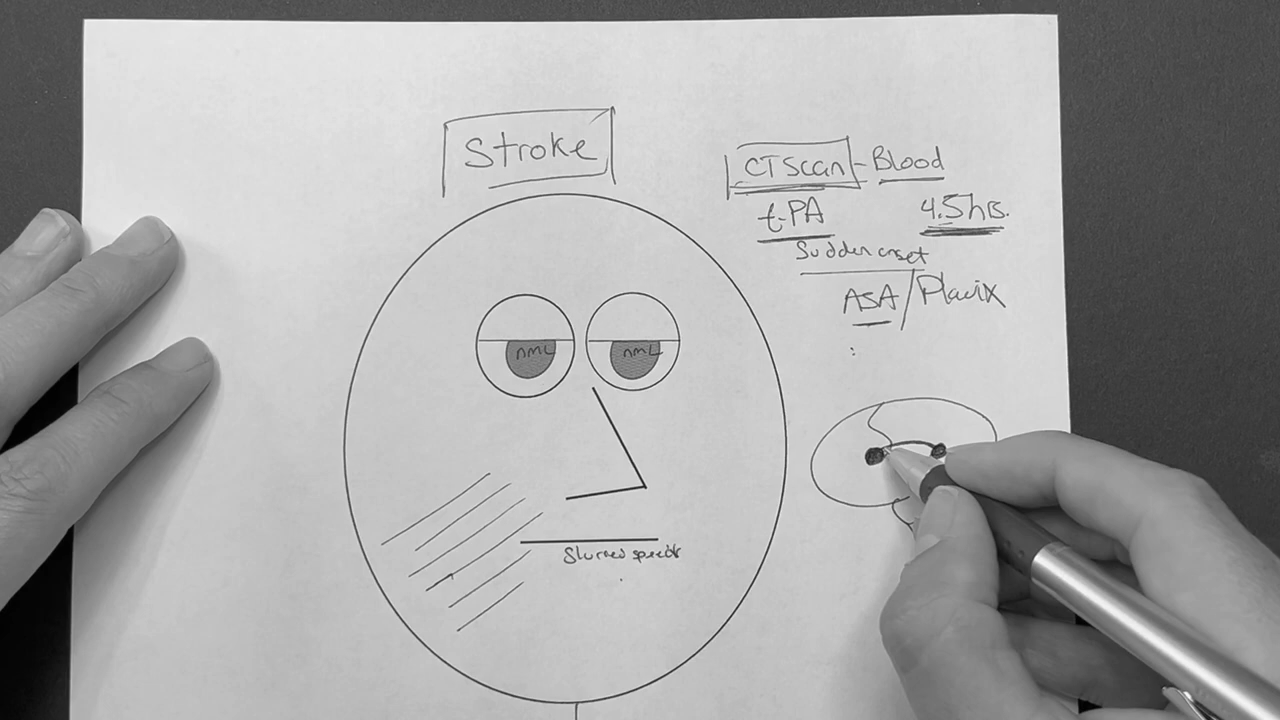 Stroke
CT Scan - Blood
t-PA 4.5 hrs.
Sudden onset
ASA/Plavix
nml nml
Slurred speech